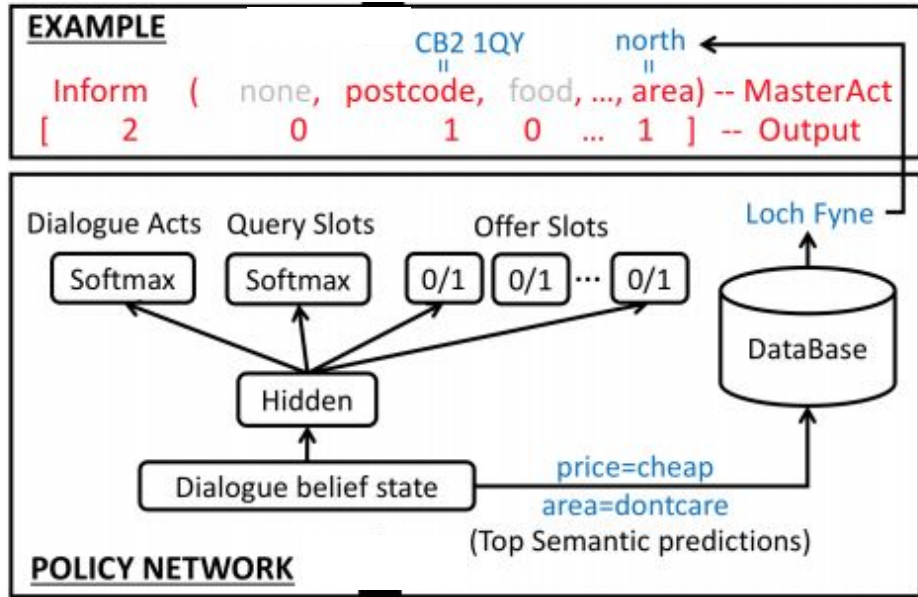 EXAMPLE
CB2 1QY north
= =
Inform ( none, postcode, food, ..., area) -- MasterAct
[ 2 0 1 0 ... 1 ] -- Output
Dialogue Acts Query Slots Offer Slots Loch Fyne
Softmax Softmax 0/1 0/1 ... 0/1
DataBase
Hidden
Dialogue belief state price=cheap
area=dontcare
(Top Semantic predictions)
POLICY NETWORK